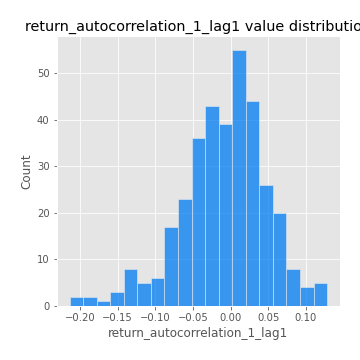 return_autocorrelation_1_lag1 value distributio
50
40
30
20
10
0
Count
−0.20 −0.15 −0.10 −0.05 0.00 0.05 0.10
return_autocorrelation_1_lag1